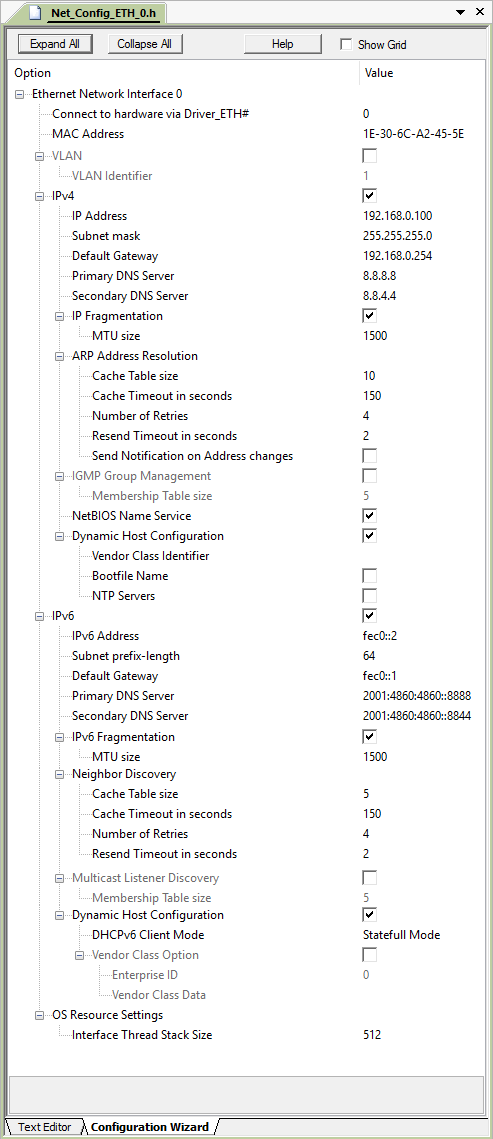 Net_Config_ETH_0.h
Expand All Collapse All Help Show Grid
Option Value
Ethernet Network Interface 0
Connect to hardware via Driver_ETH# 0
MAC Address 1E-30-6C-A2-45-5E
VLAN
VLAN Identifier 1
IPv4
IP Address 192.168.0.100
Subnet mask 255.255.255.0
Default Gateway 192.168.0.254
Primary DNS Server 8.8.8.8
Secondary DNS Server 8.8.4.4
IP Fragmentation
MTU size 1500
ARP Address Resolution
Cache Table size 10
Cache Timeout in seconds 150
Number of Retries 4
Resend Timeout in seconds 2
Send Notification on Address changes
IGMP Group Management
Membership Table size 5
NetBIOS Name Service
Dynamic Host Configuration
Vendor Class Identifier
Bootfile Name
NTP Servers
IPv6
IPv6 Address fec0::2
Subnet prefix-length 64
Default Gateway fec0::1
Primary DNS Server 2001:4860:4860::8888
Secondary DNS Server 2001:4860:4860::8844
IPv6 Fragmentation
MTU size 1500
Neighbor Discovery
Cache Table size 5
Cache Timeout in seconds 150
Number of Retries 4
Resend Timeout in seconds 2
Multicast Listener Discovery
Membership Table size 5
Dynamic Host Configuration
DHCPv6 Client Mode Statefull Mode
Vendor Class Option
Enterprise ID 0
Vendor Class Data
OS Resource Settings
Interface Thread Stack Size 512
Text Editor Configuration Wizard